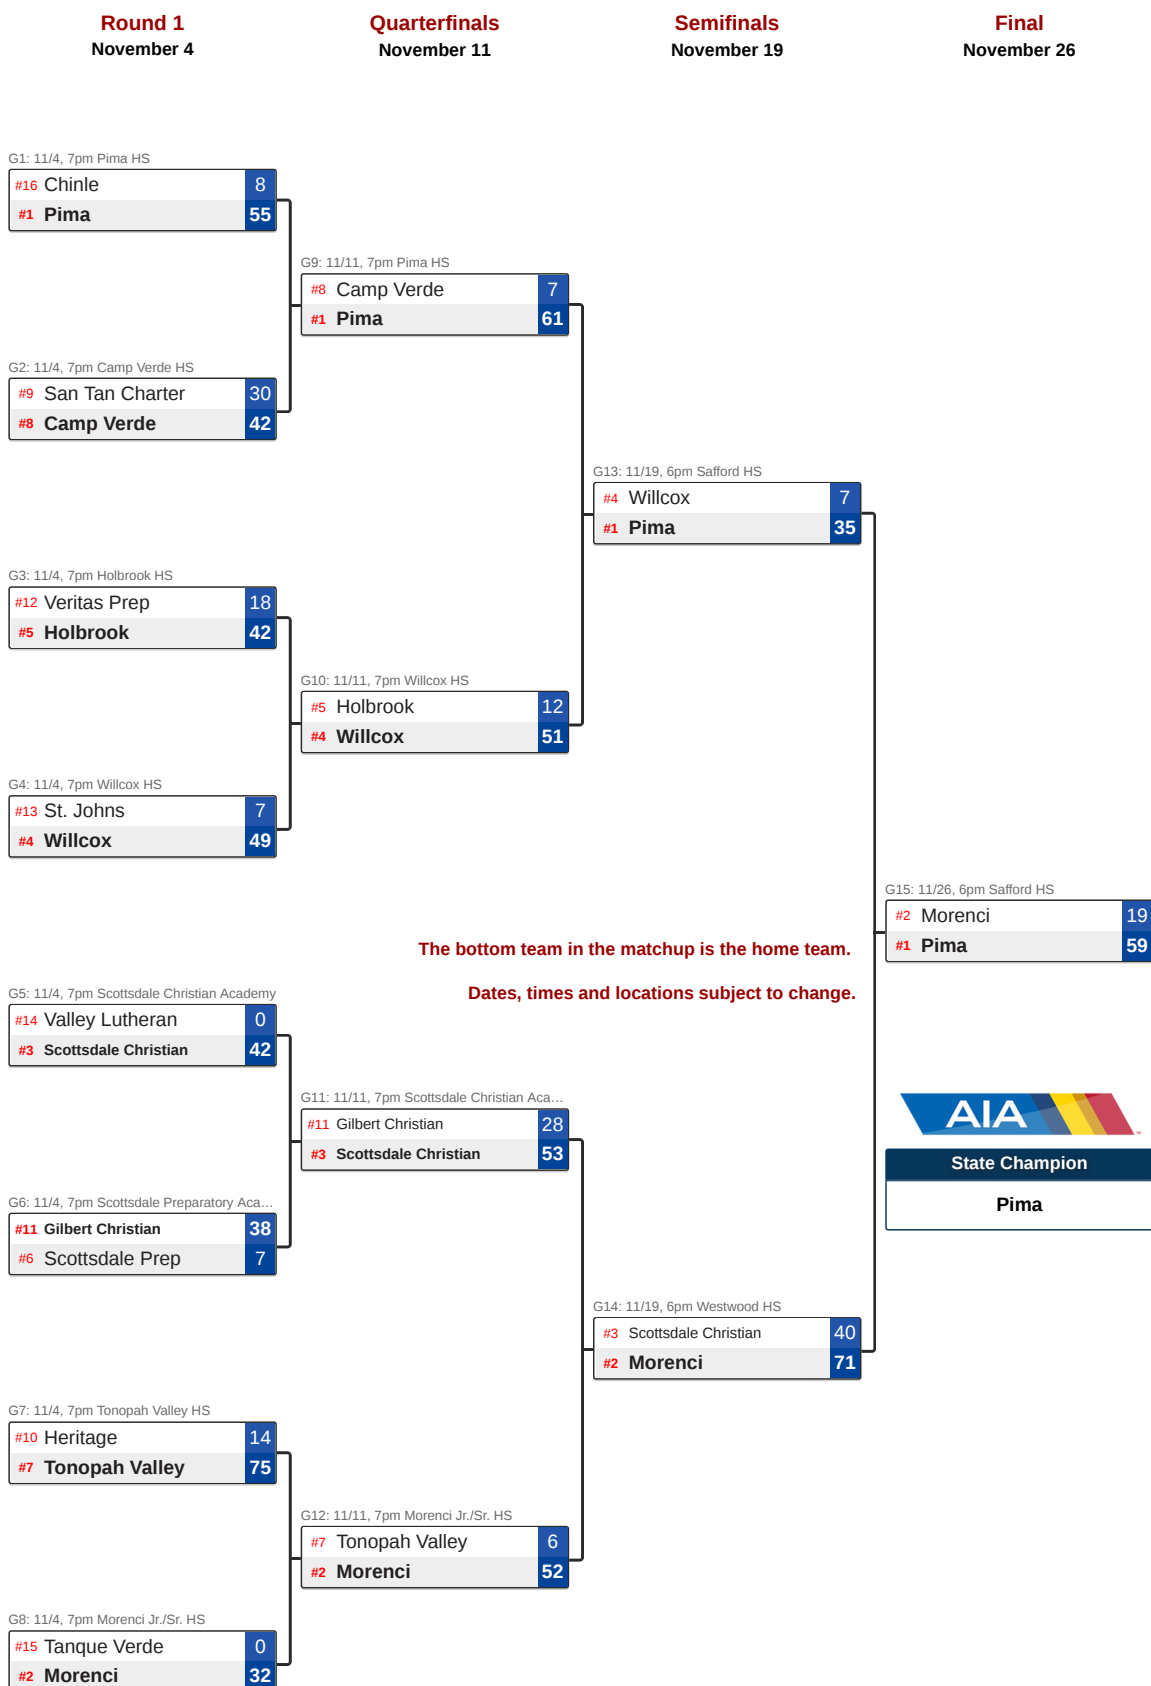 Round 1
November 4
Quarterfinals
November 11
Semifinals
November 19
Final
November 26
G1: 11/4, 7pm Pima HS
#16 Chinle 8
#1 Pima 55
G2: 11/4, 7pm Camp Verde HS
#9 San Tan Charter 30
#8 Camp Verde 42
G3: 11/4, 7pm Holbrook HS
#12 Veritas Prep 18
#5 Holbrook 42
G4: 11/4, 7pm Willcox HS
#13 St. Johns 7
#4 Willcox 49
G5: 11/4, 7pm Scottsdale Christian Academy
#14 Valley Lutheran 0
#3 Scottsdale Christian 42
G6: 11/4, 7pm Scottsdale Preparatory Aca...
#11 Gilbert Christian 38
#6 Scottsdale Prep 7
G7: 11/4, 7pm Tonopah Valley HS
#10 Heritage 14
#7 Tonopah Valley 75
G8: 11/4, 7pm Morenci Jr./Sr. HS
#15 Tanque Verde 0
#2 Morenci 32
G9: 11/11, 7pm Pima HS
#8 Camp Verde 7
#1 Pima 61
G10: 11/11, 7pm Willcox HS
#5 Holbrook 12
#4 Willcox 51
G11: 11/11, 7pm Scottsdale Christian Aca...
#11 Gilbert Christian 28
#3 Scottsdale Christian 53
G12: 11/11, 7pm Morenci Jr./Sr. HS
#7 Tonopah Valley 6
#2 Morenci 52
G13: 11/19, 6pm Safford HS
#4 Willcox 7
#1 Pima 35
G14: 11/19, 6pm Westwood HS
#3 Scottsdale Christian 40
#2 Morenci 71
The bottom team in the matchup is the home team.
Dates, times and locations subject to change.
G15: 11/26, 6pm Safford HS
#2 Morenci 19
#1 Pima 59
AIA
State Champion
Pima